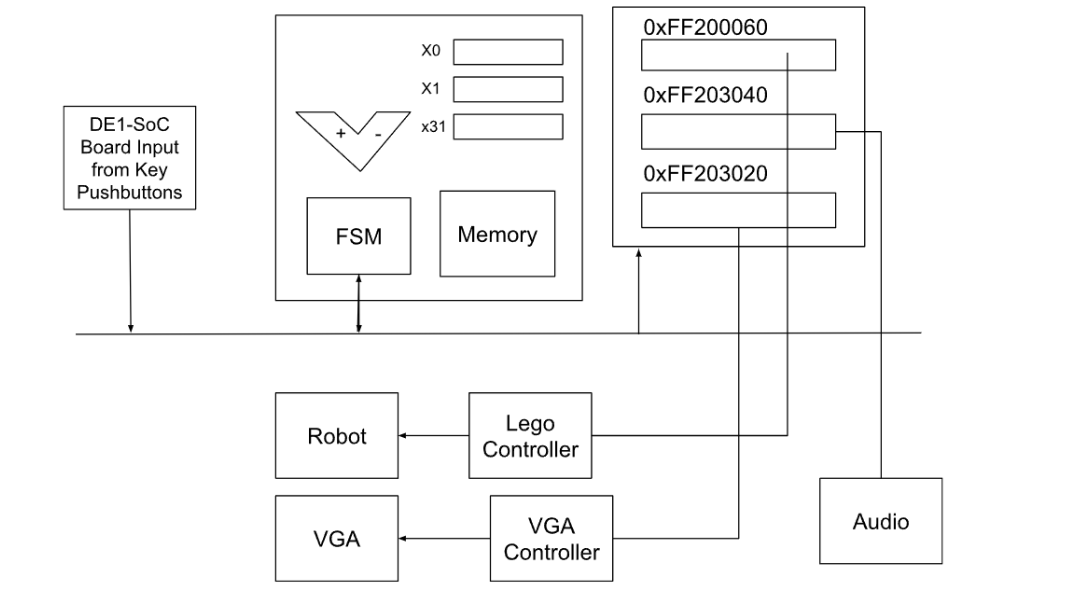 DE1-SoC
Board Input
from Key
Pushbuttons
X0
X1
x31
+ -
FSM
Memory
0xFF200060
0xFF203040
0xFF203020
Robot
Lego
Controller
VGA
VGA
Controller
Audio